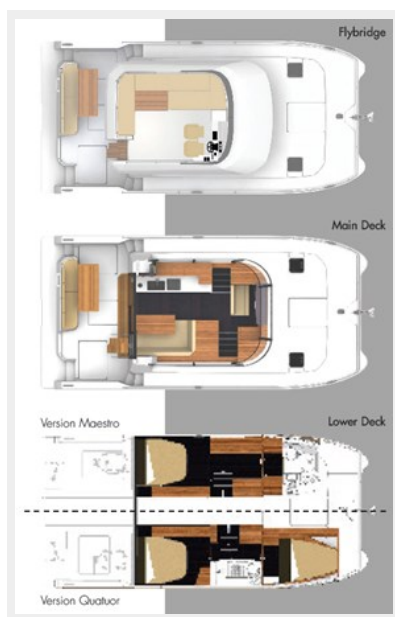 Flybridge
Main Deck
Version Maestro
Lower Deck
Version Quatuor